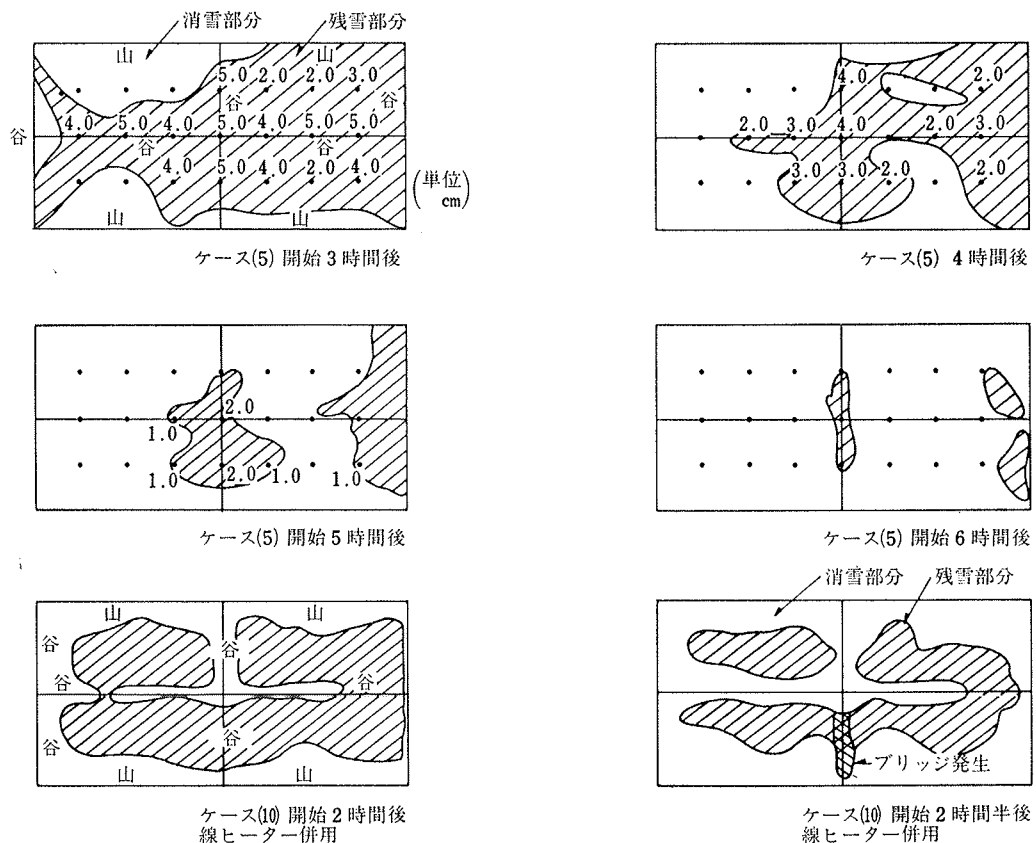 消雪部分 残雪部分
山 山
5.0 2.0 2.0 3.0
谷 谷
谷 4.0 5.0 4.0 5.0 4.0 5.0 5.0
谷 谷
4.0 5.0 4.0 2.0 4.0
山 山
(単位 cm)
ケース(5) 開始3時間後
4.0 2.0
2.0 3.0 4.0 2.0 3.0
3.0 3.0 2.0 2.0
ケース(5) 4時間後
2.0
1.0
1.0 2.0 1.0 1.0
ケース(5) 開始5時間後
ケース(5) 開始6時間後
山 山
谷 谷
谷 谷
谷 谷
山 山
ケース(10) 開始2時間後
線ヒーター併用
消雪部分 残雪部分
ブリッジ発生
ケース(10) 開始2時間半後
線ヒーター併用